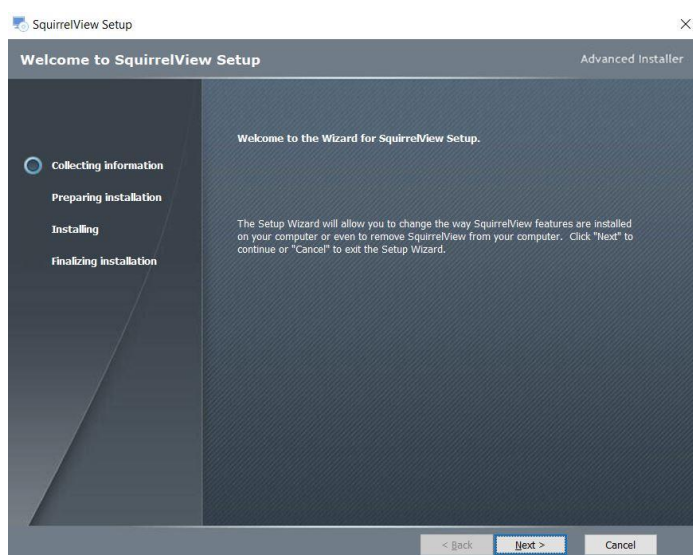 SquirrelView Setup
Welcome to SquirrelView Setup
Advanced Installer
Welcome to the Wizard for SquirrelView Setup.
Collecting information
Preparing installation
Installing
Finalizing installation
The Setup Wizard will allow you to change the way SquirrelView features are installed
on your computer or even to remove SquirrelView from your computer. Click "Next" to
continue or "Cancel" to exit the Setup Wizard.
< Back
Next >
Cancel